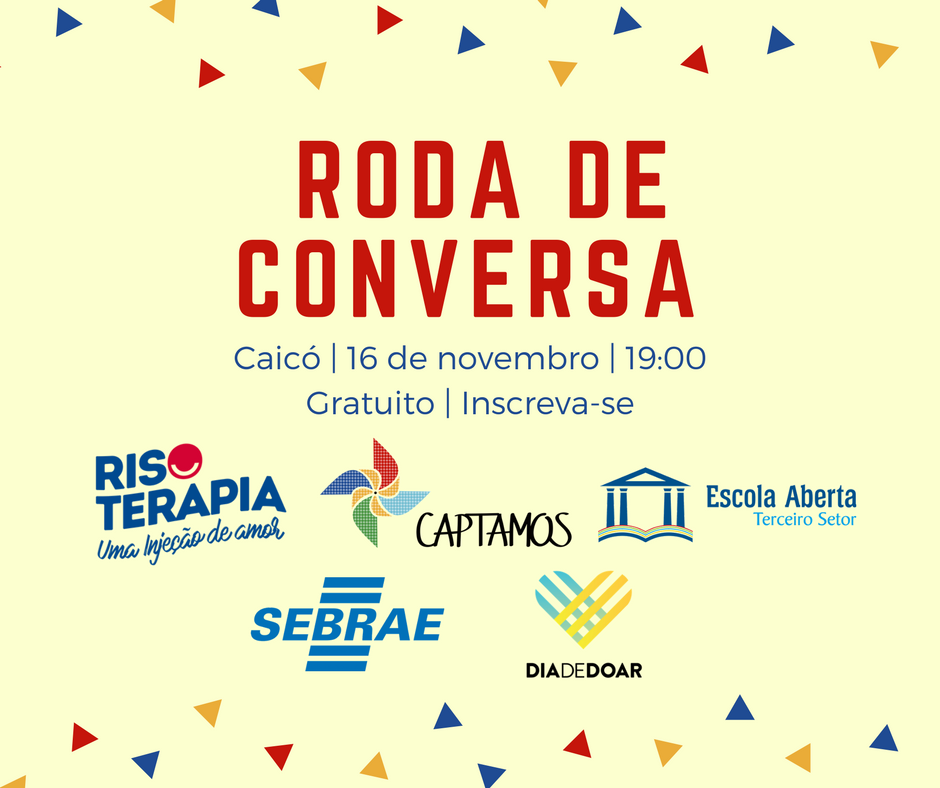 RODA DE
CONVERSA
Caicó | 16 de novembro | 19:00
Gratuito | Inscreva-se
RISO
TERAPIA
Uma Injeção de amor
CAPTAMOS
Escola Aberta
Terceiro Setor
SEBRAE
DIADEDOAR